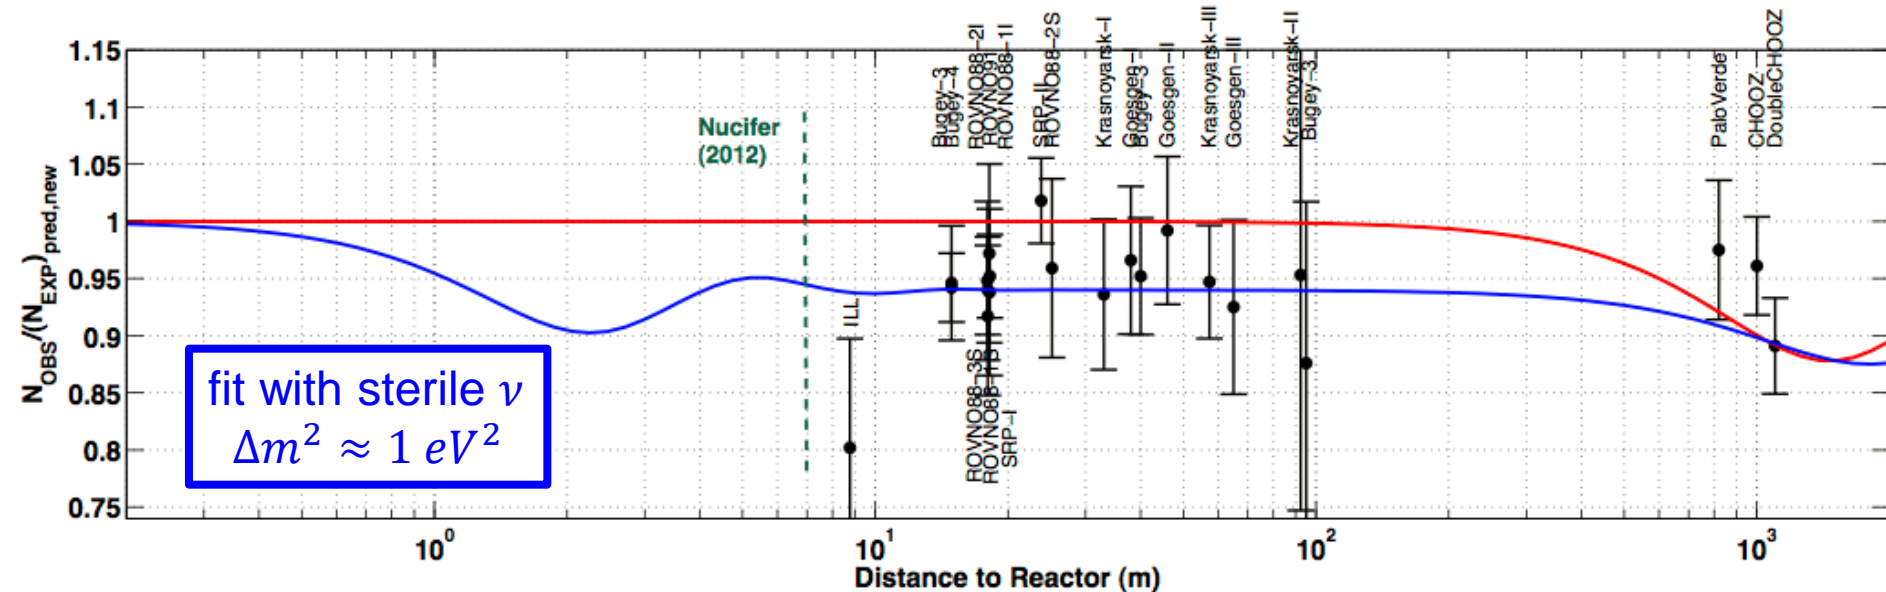 Bugey−3
Bugey−4
ROVNO88−2I
ROVNO91
ROVNO88−1I
SRP−II
ROVNO88−2S
Krasnoyarsk−I
Goesgen−I
Bugey−3
Goesgen−II
Krasnoyarsk−III
Goesgen−III
Krasnoyarsk−II
Bugey−3
PaloVerde
CHOOZ
DoubleCHOOZ
Nucifer
(2012)
ILL
ROVNO88−3S
ROVNO88−1S
SRP−I
N_OBS/(N_EXP)_pred,new
1.15
1.1
1.05
1
0.95
0.9
0.85
0.8
0.75
fit with sterile ν
Δm² ≈ 1 eV²
10⁰
10¹
10²
10³
Distance to Reactor (m)